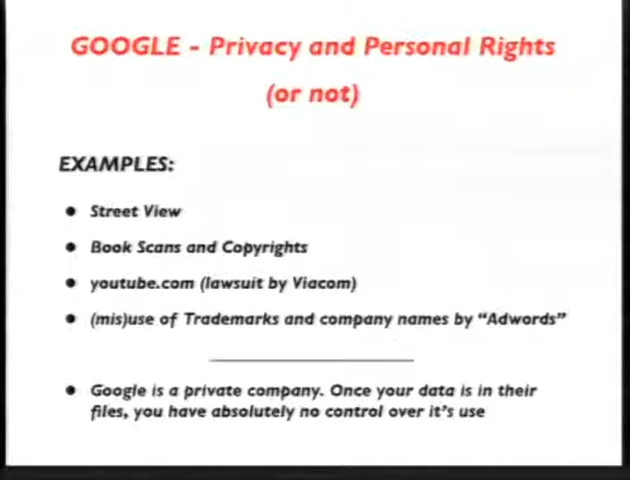 GOOGLE - Privacy and Personal Rights
(or not)
EXAMPLES:
• Street View
• Book Scans and Copyrights
• youtube.com (lawsuit by Viacom)
• (mis)use of Trademarks and company names by “Adwords”
• Google is a private company. Once your data is in their
files, you have absolutely no control over it's use